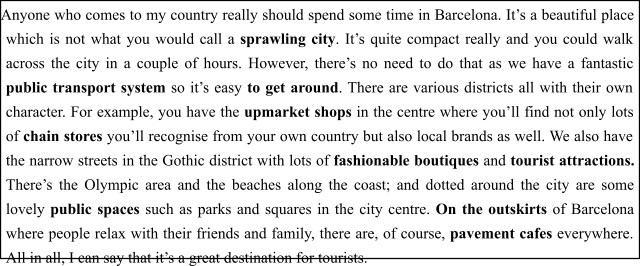 Anyone who comes to my country really should spend some time in Barcelona. It’s a beautiful place
which is not what you would call a sprawling city. It’s quite compact really and you could walk
across the city in a couple of hours. However, there’s no need to do that as we have a fantastic
public transport system so it’s easy to get around. There are various districts all with their own
character. For example, you have the upmarket shops in the centre where you’ll find not only lots
of chain stores you’ll recognise from your own country but also local brands as well. We also have
the narrow streets in the Gothic district with lots of fashionable boutiques and tourist attractions.
There’s the Olympic area and the beaches along the coast; and dotted around the city are some
lovely public spaces such as parks and squares in the city centre. On the outskirts of Barcelona
where people relax with their friends and family, there are, of course, pavement cafes everywhere.
All in all, I can say that it’s a great destination for tourists.